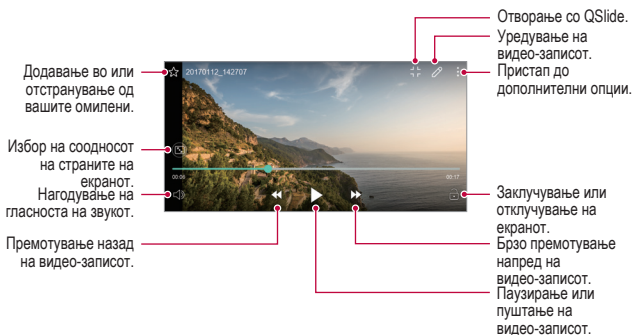 Отворање со QSlide.
Уредување на
видео-записот.
Пристап до
дополнителни опции.
Додавање во или
отстранување од
вашите омилени.
20170112_142707
Избор на соодносот
на страните на
екранот.
00:06
00:17
Нагодување на
гласноста на звукот.
Заклучување или
отклучување на
екранот.
Премотување назад
на видео-записот.
Брзо премотување
напред на
видео-записот.
Паузирање или
пуштање на
видео-записот.